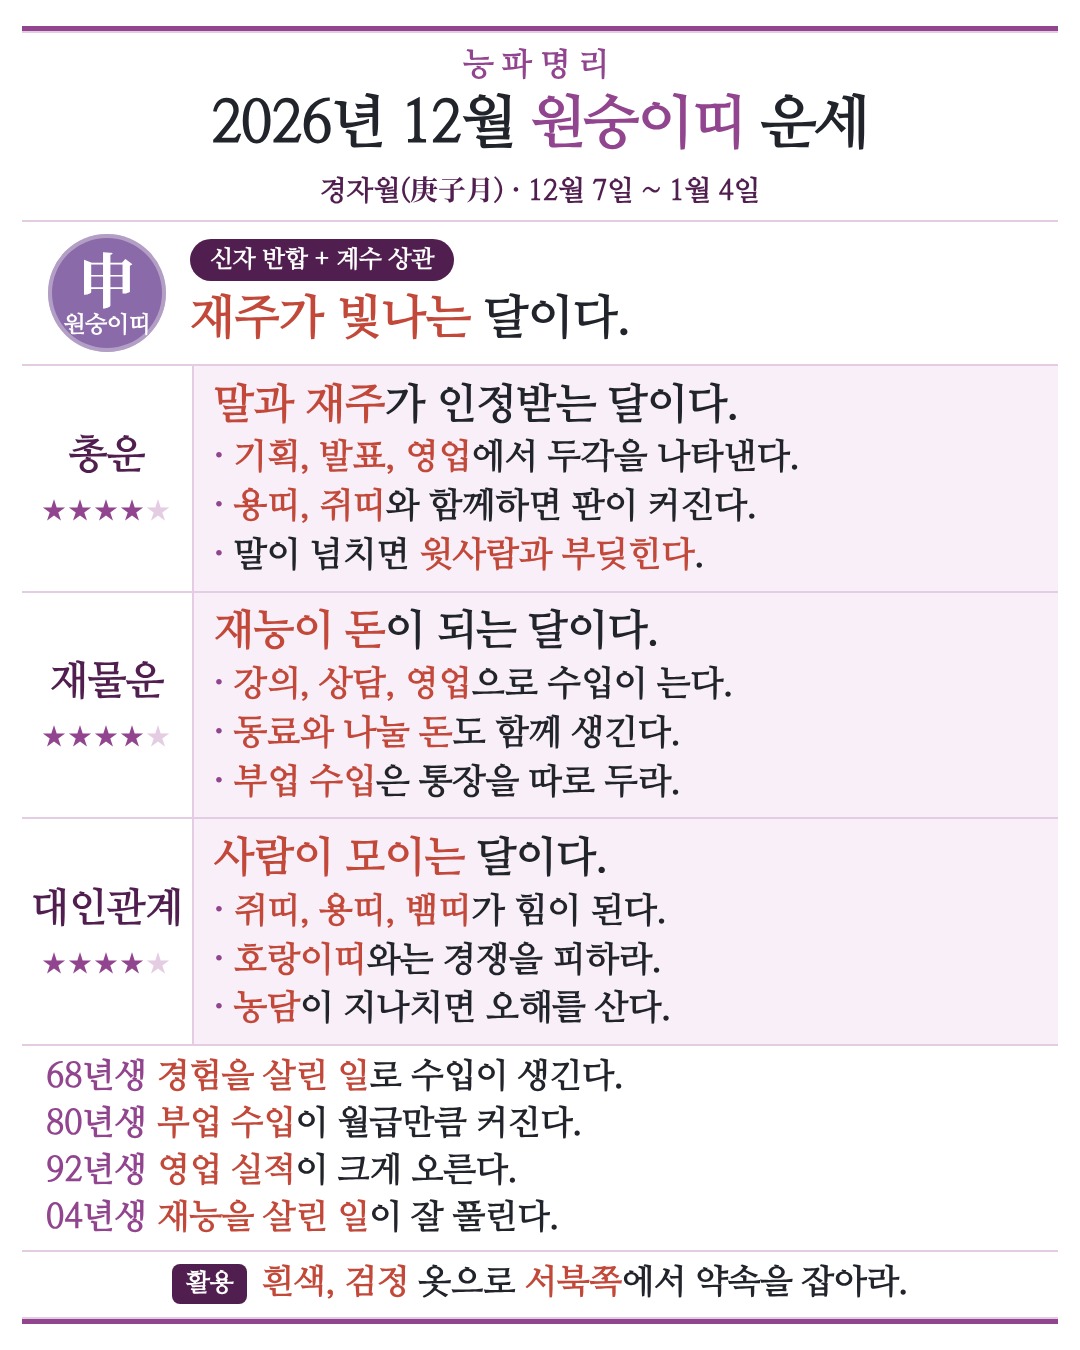 능파명리
2026년 12월 원숭이띠 운세
경자월(庚子月) · 12월 7일 ~ 1월 4일
申
원숭이띠
신자 반합 + 계수 상관
재주가 빛나는 달이다.
총운
★★★★★
말과 재주가 인정받는 달이다.
· 기획, 발표, 영업에서 두각을 나타낸다.
· 용띠, 쥐띠와 함께하면 판이 커진다.
· 말이 넘치면 윗사람과 부딪힌다.
재물운
★★★★★
재능이 돈이 되는 달이다.
· 강의, 상담, 영업으로 수입이 는다.
· 동료와 나눌 돈도 함께 생긴다.
· 부업 수입은 통장을 따로 두라.
대인관계
★★★★★
사람이 모이는 달이다.
· 쥐띠, 용띠, 뱀띠가 힘이 된다.
· 호랑이띠와는 경쟁을 피하라.
· 농담이 지나치면 오해를 산다.
68년생 경험을 살린 일로 수입이 생긴다.
80년생 부업 수입이 월급만큼 커진다.
92년생 영업 실적이 크게 오른다.
04년생 재능을 살린 일이 잘 풀린다.
활용 흰색, 검정 옷으로 서북쪽에서 약속을 잡아라.